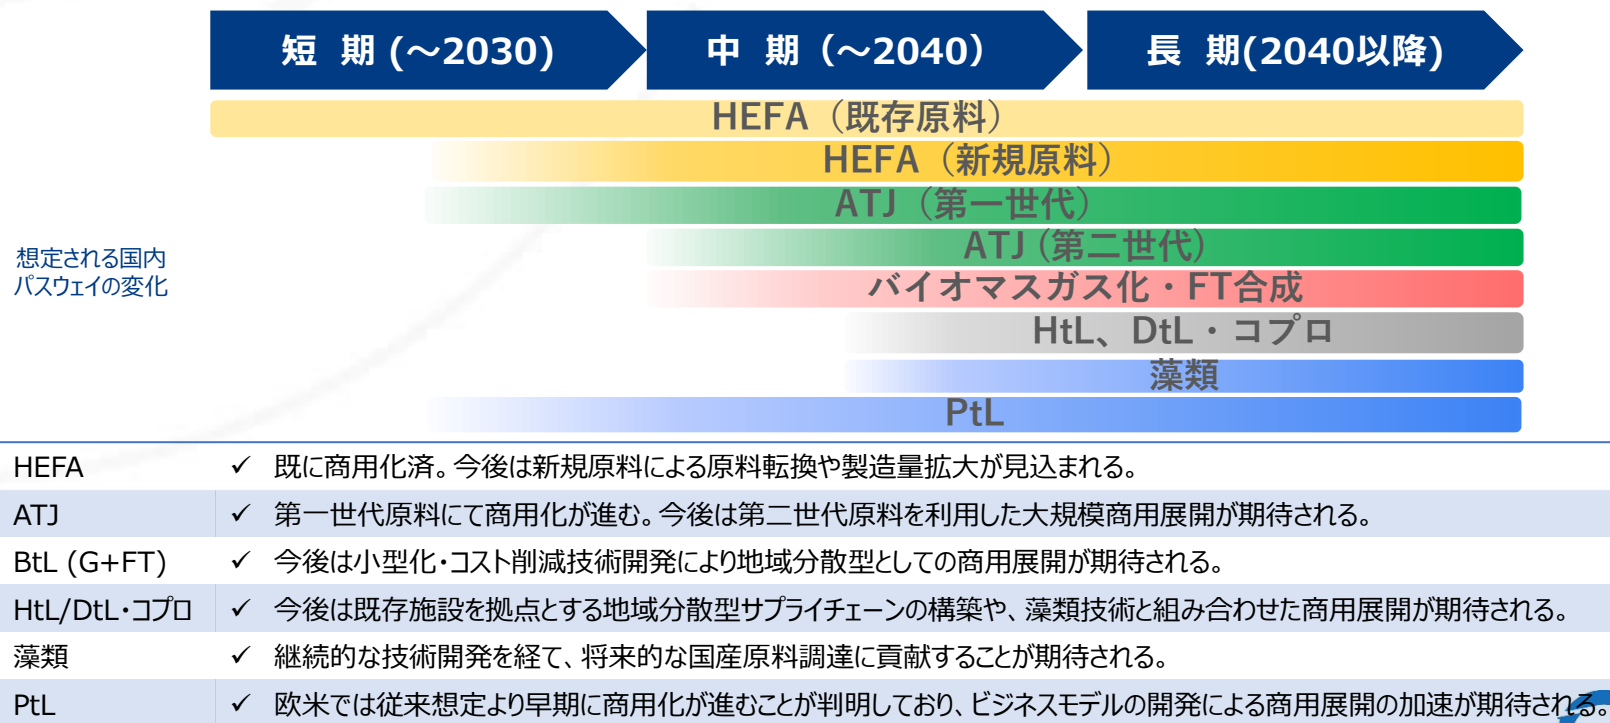 短 期 (～2030)
中 期（～2040）
長 期(2040以降)
HEFA（既存原料）
HEFA（新規原料）
ATJ（第一世代）
ATJ (第二世代)
バイオマスガス化・FT合成
HtL、DtL・コプロ
藻類
PtL
想定される国内
パスウェイの変化
HEFA ✓ 既に商用化済。今後は新規原料による原料転換や製造量拡大が見込まれる。
ATJ ✓ 第一世代原料にて商用化が進む。今後は第二世代原料を利用した大規模商用展開が期待される。
BtL (G+FT) ✓ 今後は小型化・コスト削減技術開発により地域分散型としての商用展開が期待される。
HtL/DtL・コプロ ✓ 今後は既存施設を拠点とする地域分散型サプライチェーンの構築や、藻類技術と組み合わせた商用展開が期待される。
藻類 ✓ 継続的な技術開発を経て、将来的な国産原料調達に貢献することが期待される。
PtL ✓ 欧米では従来想定より早期に商用化が進むことが判明しており、ビジネスモデルの開発による商用展開の加速が期待される。